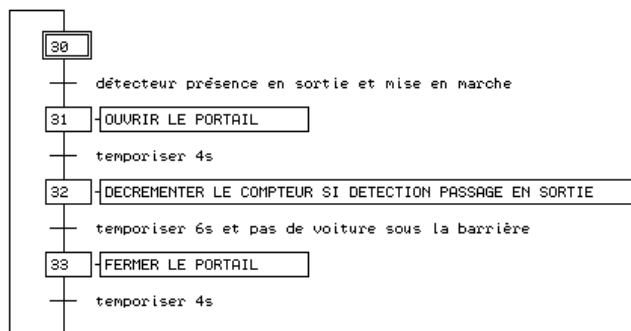 30
détecteur présence en sortie et mise en marche
31 OUVRIR LE PORTAIL
temporiser 4s
32 DECREMENTER LE COMPTEUR SI DETECTION PASSAGE EN SORTIE
temporiser 6s et pas de voiture sous la barrière
33 FERMER LE PORTAIL
temporiser 4s